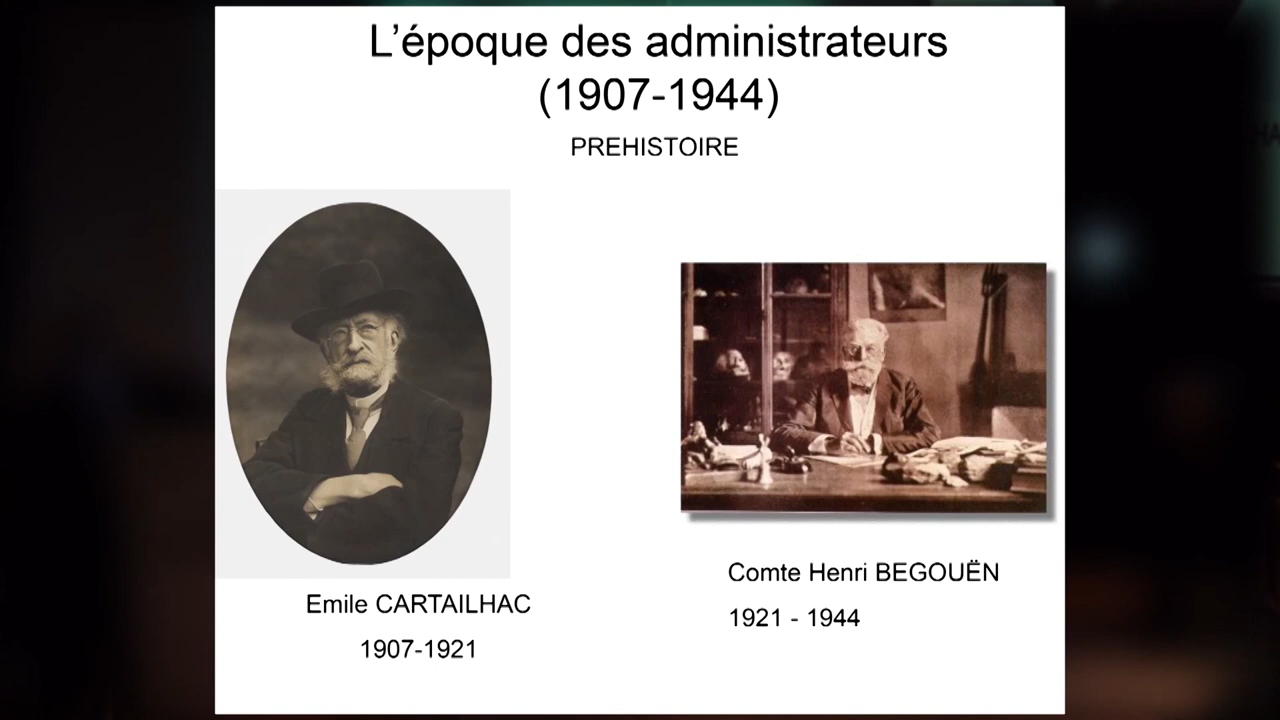 L’époque des administrateurs
(1907-1944)
PREHISTOIRE
Emile CARTAILHAC
1907-1921
Comte Henri BEGOUËN
1921 - 1944